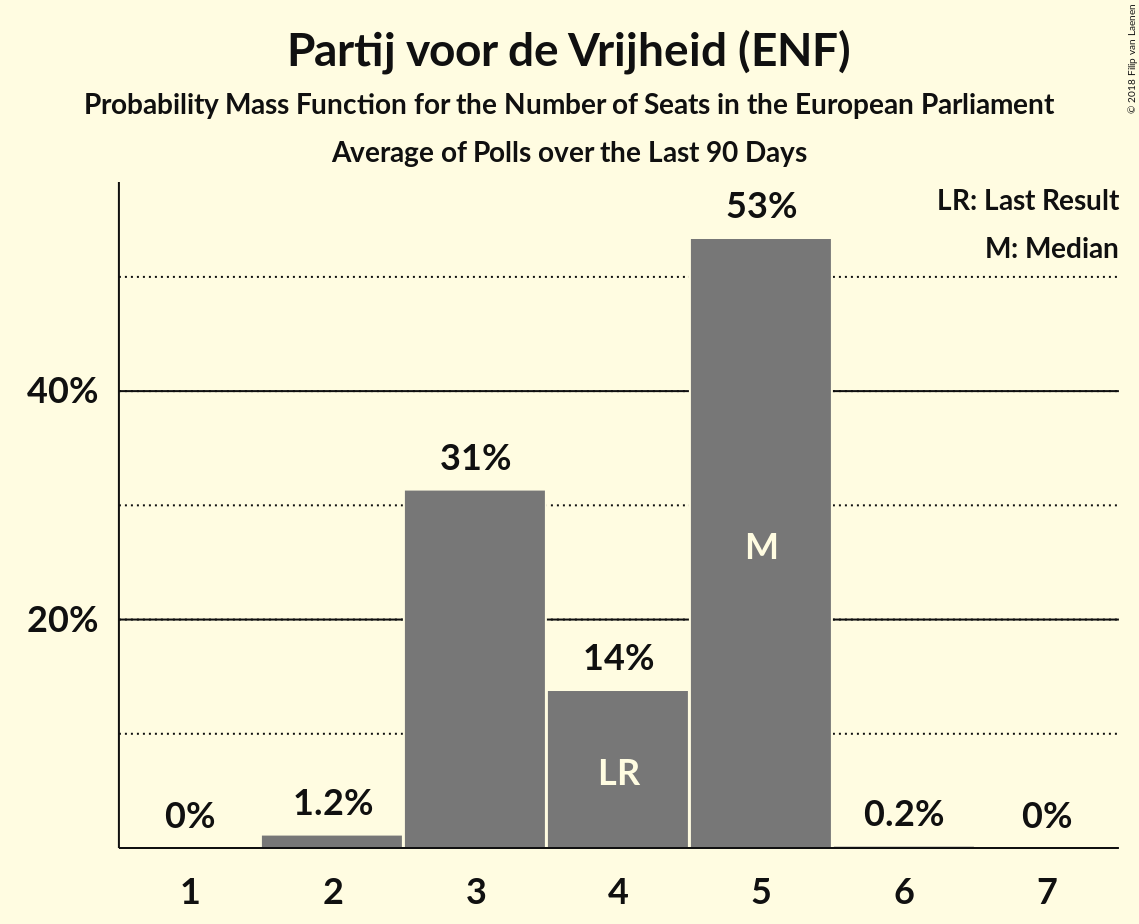 Partij voor de Vrijheid (ENF)
Probability Mass Function for the Number of Seats in the European Parliament
Average of Polls over the Last 90 Days
© 2018 Filip van Laenen
LR: Last Result
M: Median
40%
20%
0%
1.2%
31%
14%
53%
0.2%
0%
LR
M
1 2 3 4 5 6 7